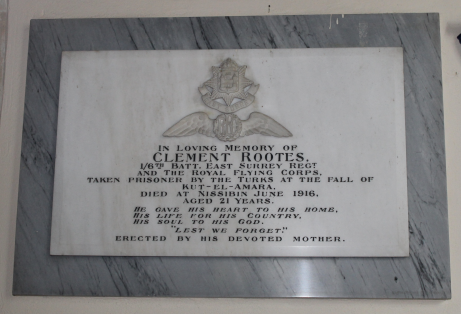 IN LOVING MEMORY OF
CLEMENT ROOTES,
1/6TH BATT. EAST SURREY REGT
AND THE ROYAL FLYING CORPS,
TAKEN PRISONER BY THE TURKS AT THE FALL OF
KUT-EL-AMARA,
DIED AT NISSIBIN JUNE 1916,
AGED 21 YEARS.
HE GAVE HIS HEART TO HIS HOME,
HIS LIFE FOR HIS COUNTRY,
HIS SOUL TO HIS GOD.
"LEST WE FORGET."
ERECTED BY HIS DEVOTED MOTHER.